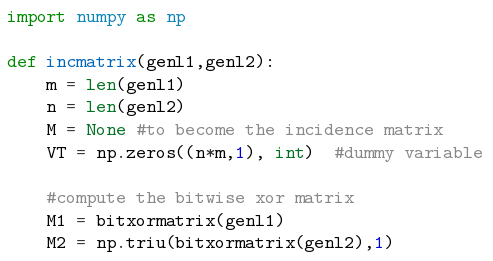 import numpy as np

def incmatrix(genl1,genl2):
    m = len(genl1)
    n = len(genl2)
    M = None #to become the incidence matrix
    VT = np.zeros((n*m,1), int)  #dummy variable

    #compute the bitwise xor matrix
    M1 = bitxormatrix(genl1)
    M2 = np.triu(bitxormatrix(genl2),1)